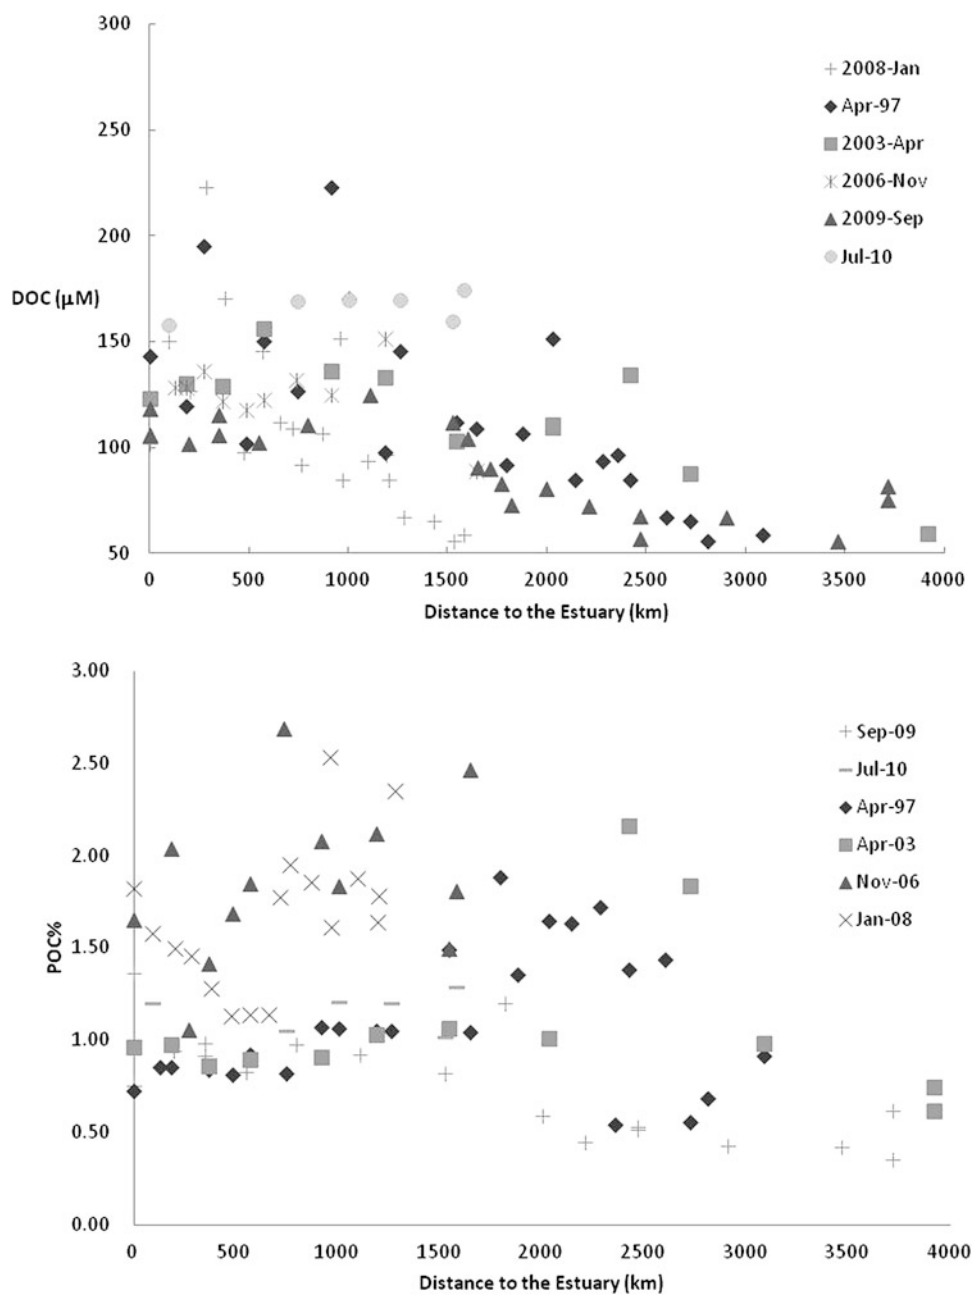 300
250
200
DOC (µM)
150
100
50
0 500 1000 1500 2000 2500 3000 3500 4000
Distance to the Estuary (km)
2008-Jan
Apr-97
2003-Apr
2006-Nov
2009-Sep
Jul-10
3.00
2.50
2.00
POC%
1.50
1.00
0.50
0.00
0 500 1000 1500 2000 2500 3000 3500 4000
Distance to the Estuary (km)
Sep-09
Jul-10
Apr-97
Apr-03
Nov-06
Jan-08